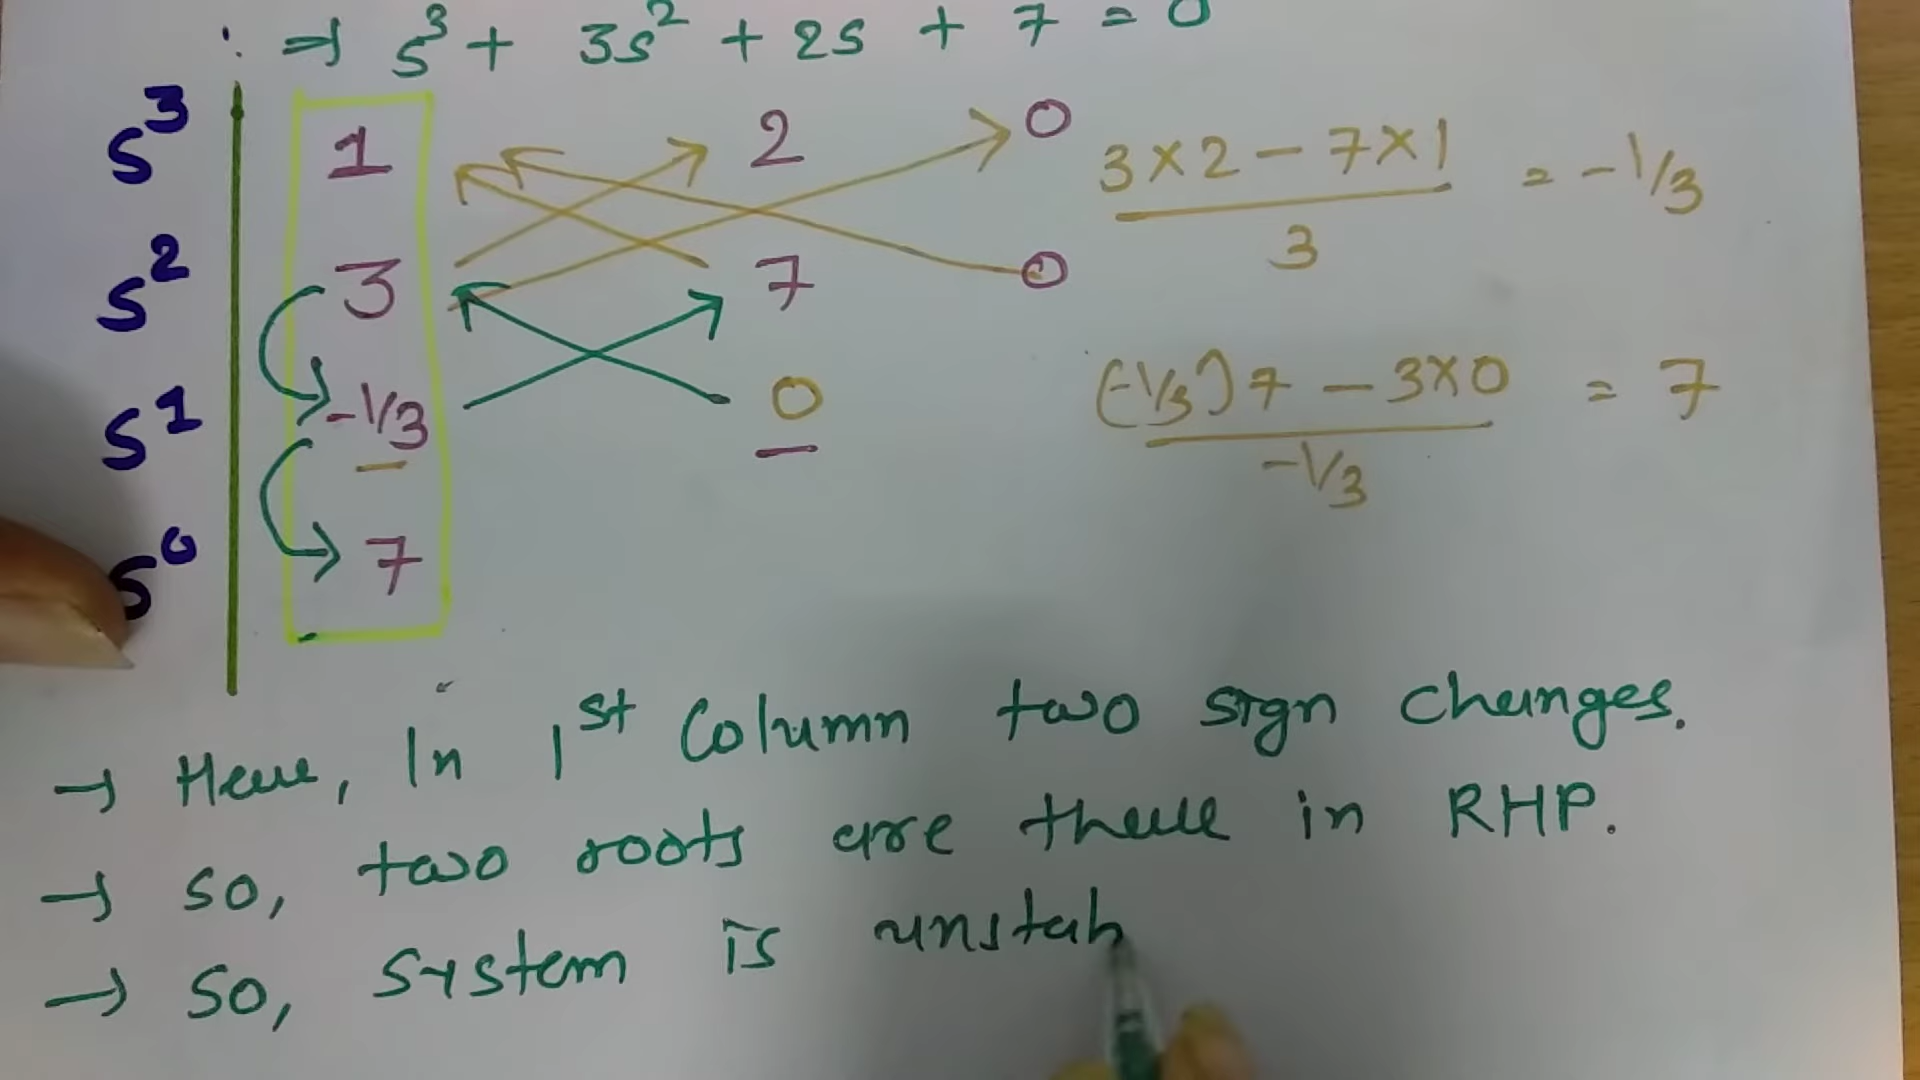 ∴ ⇒ s³ + 3s² + 2s + 7 = 0
s³ 1 2 0 (3×2 − 7×1)/3 = −1/3
s² 3 7 0
s¹ −1/3 0 ((−1/3)7 − 3×0)/(−1/3) = 7
s⁰ 7
→ Here, In 1st Column two sign changes.
→ so, two roots are there in RHP.
→ so, system is unstab